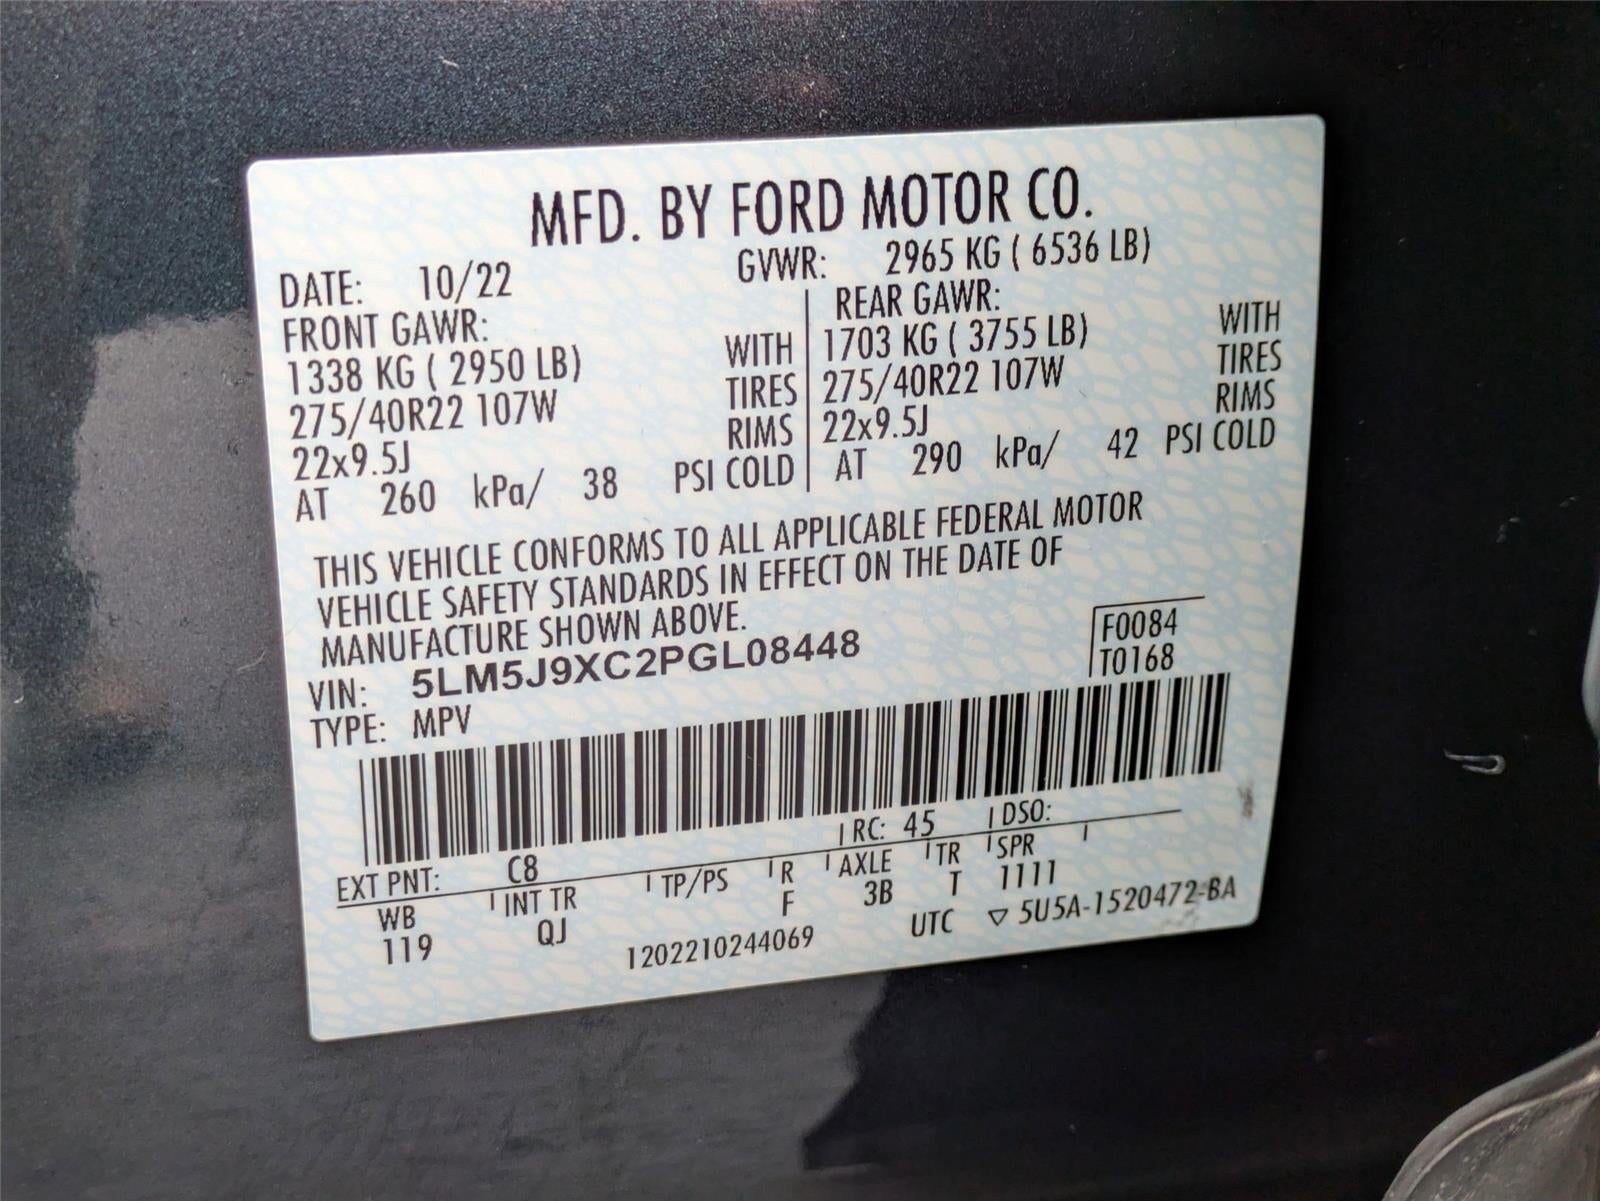 MFD. BY FORD MOTOR CO.
DATE: 10/22 GVWR: 2965 KG ( 6536 LB)
FRONT GAWR: REAR GAWR:
1338 KG ( 2950 LB) WITH 1703 KG ( 3755 LB) WITH
275/40R22 107W TIRES 275/40R22 107W TIRES
22x9.5J RIMS 22x9.5J RIMS
AT 260 kPa/ 38 PSI COLD AT 290 kPa/ 42 PSI COLD
THIS VEHICLE CONFORMS TO ALL APPLICABLE FEDERAL MOTOR
VEHICLE SAFETY STANDARDS IN EFFECT ON THE DATE OF
MANUFACTURE SHOWN ABOVE.
VIN: 5LM5J9XC2PGL08448 F0084
TYPE: MPV T0168
EXT PNT: C8 RC: 45 DSO:
WB INT TR TP/PS R AXLE TR SPR
119 QJ F 3B T 1111
1202210244069 UTC ▽ 5U5A-1520472-BA